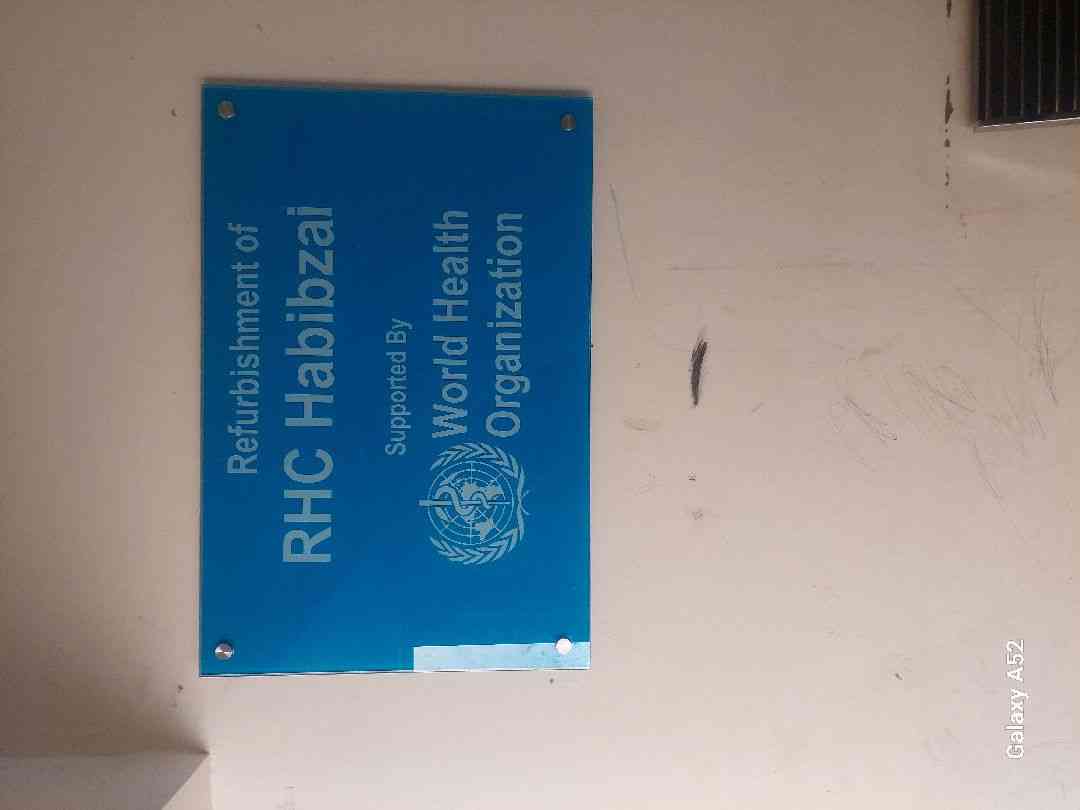 Refurbishment of
RHC Habibzai
Supported By
World Health
Organization
Galaxy A52